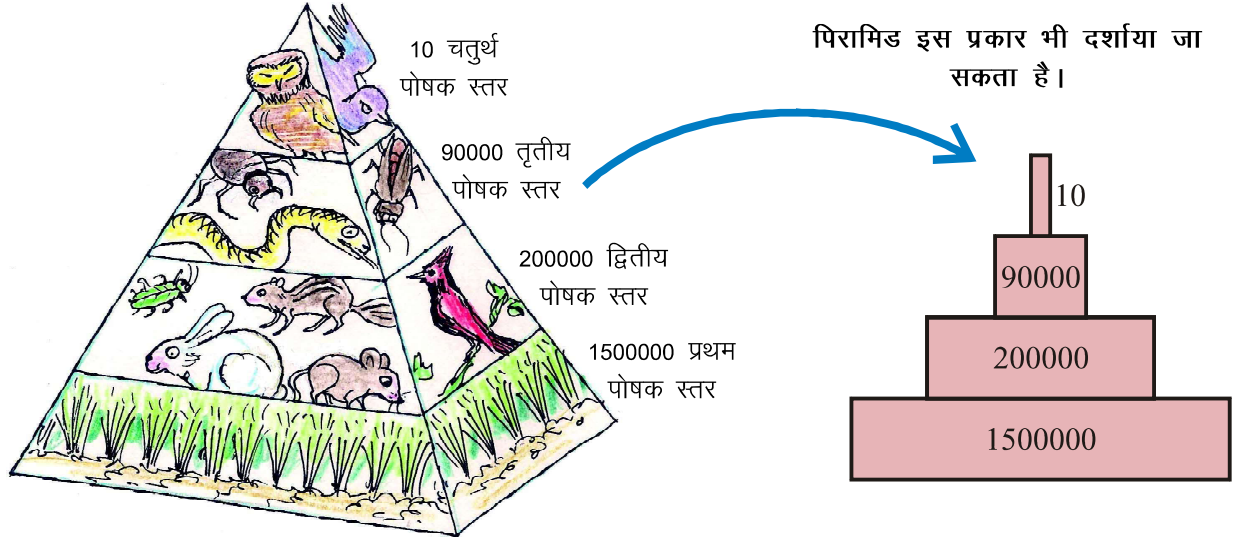 10 चतुर्थ
पोषक स्तर
90000 तृतीय
पोषक स्तर
200000 द्वितीय
पोषक स्तर
1500000 प्रथम
पोषक स्तर
पिरामिड इस प्रकार भी दर्शाया जा
सकता है।
10
90000
200000
1500000